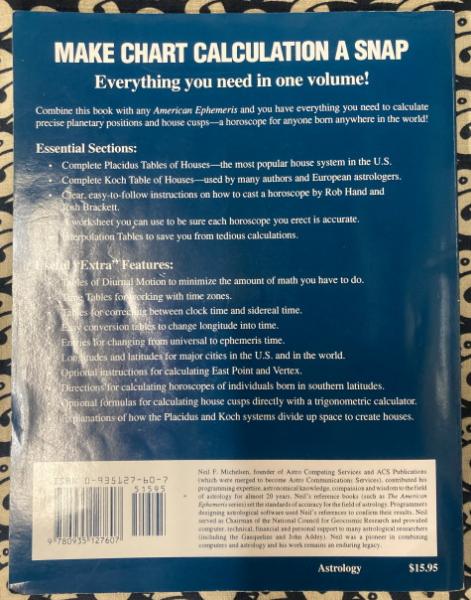 MAKE CHART CALCULATION A SNAP
Everything you need in one volume!
Combine this book with any American Ephemeris and you have everything you need to calculate
precise planetary positions and house cusps—a horoscope for anyone born anywhere in the world!
Essential Sections:
• Complete Placidus Tables of Houses—the most popular house system in the U.S.
• Complete Koch Table of Houses—used by many authors and European astrologers.
• Clear, easy-to-follow instructions on how to cast a horoscope by Rob Hand and
Josh Brackett.
• A worksheet you can use to be sure each horoscope you erect is accurate.
• Interpolation Tables to save you from tedious calculations.
Useful "Extra" Features:
• Tables of Diurnal Motion to minimize the amount of math you have to do.
• Time Tables for working with time zones.
• Tables for correcting between clock time and sidereal time.
• Easy conversion tables to change longitude into time.
• Entries for changing from universal to ephemeris time.
• Longitudes and latitudes for major cities in the U.S. and in the world.
• Optional instructions for calculating East Point and Vertex.
• Directions for calculating horoscopes of individuals born in southern latitudes.
• Optional formulas for calculating house cusps directly with a trigonometric calculator.
• Explanations of how the Placidus and Koch systems divide up space to create houses.
ISBN 0-935127-60-7
51595
9 780935 127607
Neil F. Michelsen, founder of Astro Computing Services and ACS Publications
(which were merged to become Astro Communications Services), contributed his
programming expertise, astronomical knowledge, compassion and wisdom to the field
of astrology for almost 20 years. Neil's reference books (such as The American
Ephemeris series) set the standards of accuracy for the field of astrology. Programmers
designing astrological software used Neil's references to confirm their results. Neil
served as Chairman of the National Council for Geocosmic Research and provided
computer, technical, financial and personal support to many astrological researchers
(including the Gauquelins and John Addey). Neil was a pioneer in combining
computers and astrology and his work remains an enduring legacy.
Astrology $15.95